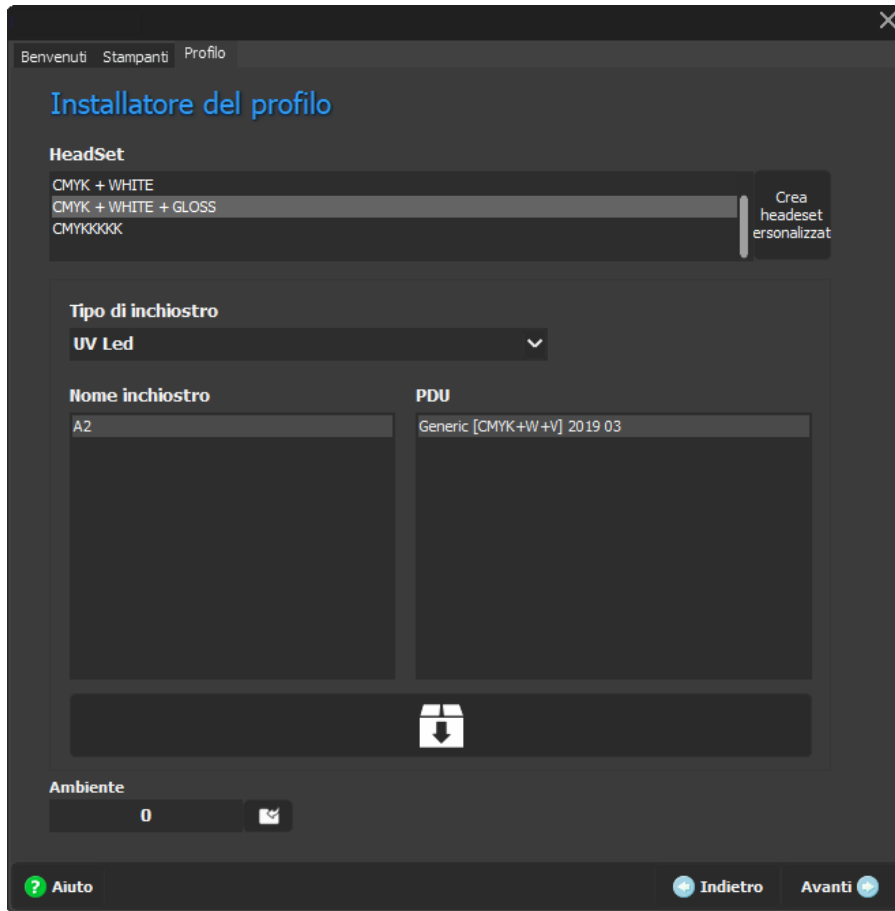 Benvenuti Stampanti Profilo
Installatore del profilo
HeadSet
CMYK + WHITE
CMYK + WHITE + GLOSS
CMYKKKKK
Crea
headeset
ersonalizzat
Tipo di inchiostro
UV Led
Nome inchiostro
PDU
A2
Generic [CMYK+W+V] 2019 03
Ambiente
0
? Aiuto
Indietro
Avanti